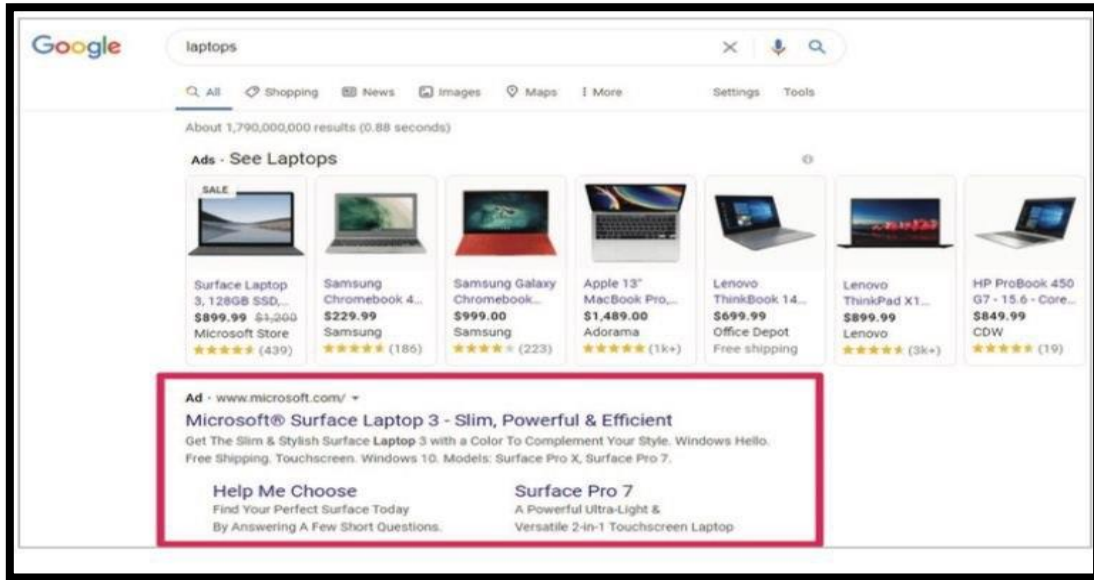 Google
laptops
All Shopping News Images Maps More Settings Tools
About 1,790,000,000 results (0.88 seconds)
Ads · See Laptops
SALE
Surface Laptop
3, 128GB SSD,...
$899.99 $1,200
Microsoft Store
(439)
Samsung
Chromebook 4...
$229.99
Samsung
(186)
Samsung Galaxy
Chromebook...
$999.00
Samsung
(223)
Apple 13"
MacBook Pro,...
$1,489.00
Adorama
(1k+)
Lenovo
ThinkBook 14...
$699.99
Office Depot
Free shipping
Lenovo
ThinkPad X1...
$899.99
Lenovo
(3k+)
HP ProBook 450
G7 - 15.6 - Core...
$849.99
CDW
(19)
Ad · www.microsoft.com/
Microsoft® Surface Laptop 3 - Slim, Powerful & Efficient
Get The Slim & Stylish Surface Laptop 3 with a Color To Complement Your Style. Windows Hello.
Free Shipping. Touchscreen. Windows 10. Models: Surface Pro X, Surface Pro 7.
Help Me Choose
Find Your Perfect Surface Today
By Answering A Few Short Questions.
Surface Pro 7
A Powerful Ultra-Light &
Versatile 2-in-1 Touchscreen Laptop